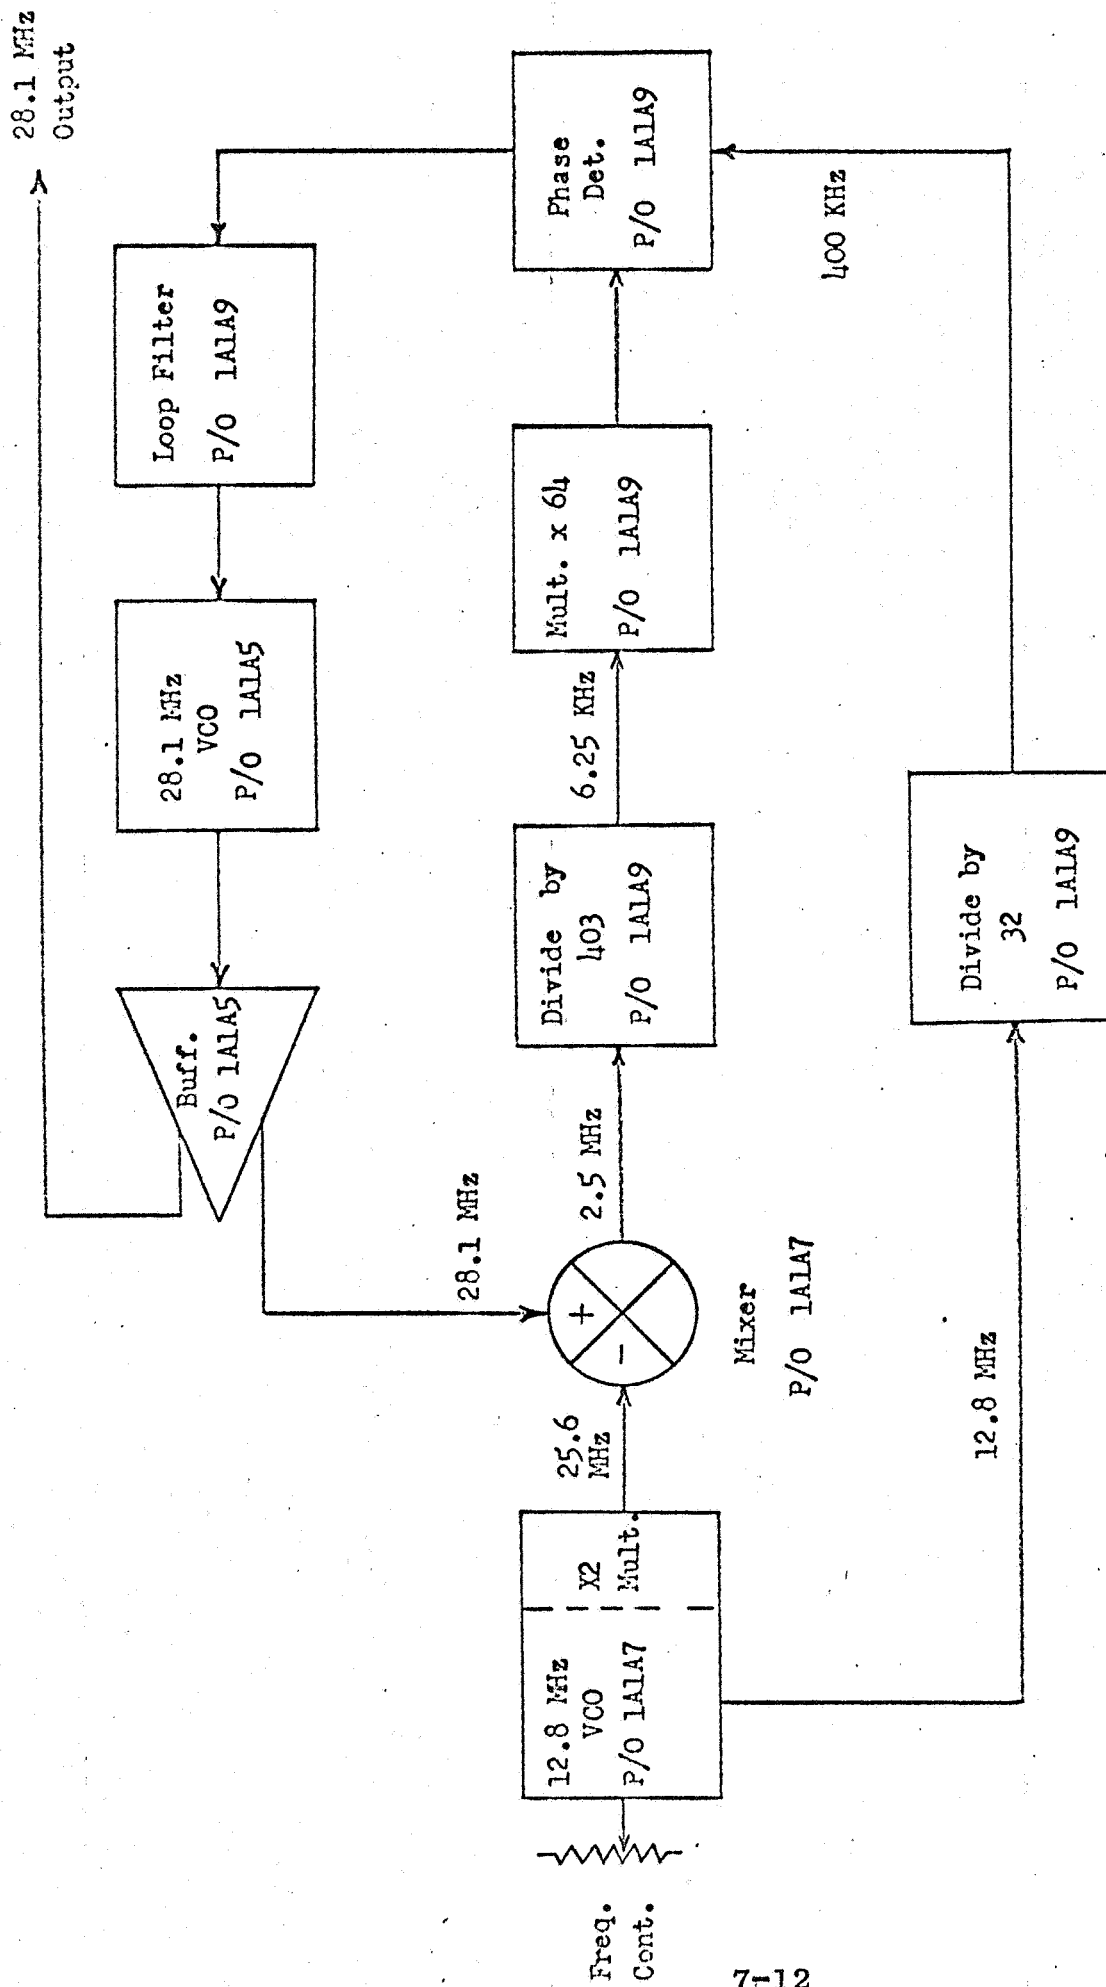 28.1 MHz
Output
Buff.
P/O 1A1A5
28.1 MHz
VCO
P/O 1A1A5
Loop Filter
P/O 1A1A9
28.1 MHz
Freq.
Cont.
12.8 MHz
VCO
P/O 1A1A7
X2
Mult.
25.6
MHz
+
-
Mixer
P/O 1A1A7
2.5 MHz
Divide by
403
P/O 1A1A9
6.25 KHz
Mult. x 64
P/O 1A1A9
Phase
Det.
P/O 1A1A9
12.8 MHz
Divide by
32
P/O 1A1A9
400 KHz
7-12